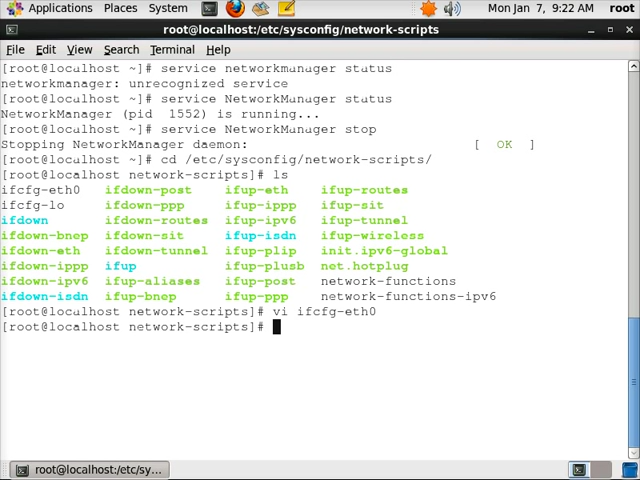 Applications Places System Mon Jan 7, 9:22 AM root
root@localhost:/etc/sysconfig/network-scripts
File Edit View Search Terminal Help
[root@localhost ~]# service networkmanager status
networkmanager: unrecognized service
[root@localhost ~]# service NetworkManager status
NetworkManager (pid  1552) is running...
[root@localhost ~]# service NetworkManager stop
Stopping NetworkManager daemon:                            [  OK  ]
[root@localhost ~]# cd /etc/sysconfig/network-scripts/
[root@localhost network-scripts]# ls
ifcfg-eth0   ifdown-post    ifup-eth    ifup-routes
ifcfg-lo     ifdown-ppp     ifup-ippp   ifup-sit
ifdown       ifdown-routes  ifup-ipv6   ifup-tunnel
ifdown-bnep  ifdown-sit     ifup-isdn   ifup-wireless
ifdown-eth   ifdown-tunnel  ifup-plip   init.ipv6-global
ifdown-ippp  ifup           ifup-plusb  net.hotplug
ifdown-ipv6  ifup-aliases   ifup-post   network-functions
ifdown-isdn  ifup-bnep      ifup-ppp    network-functions-ipv6
[root@localhost network-scripts]# vi ifcfg-eth0
[root@localhost network-scripts]#
root@localhost:/etc/sy...